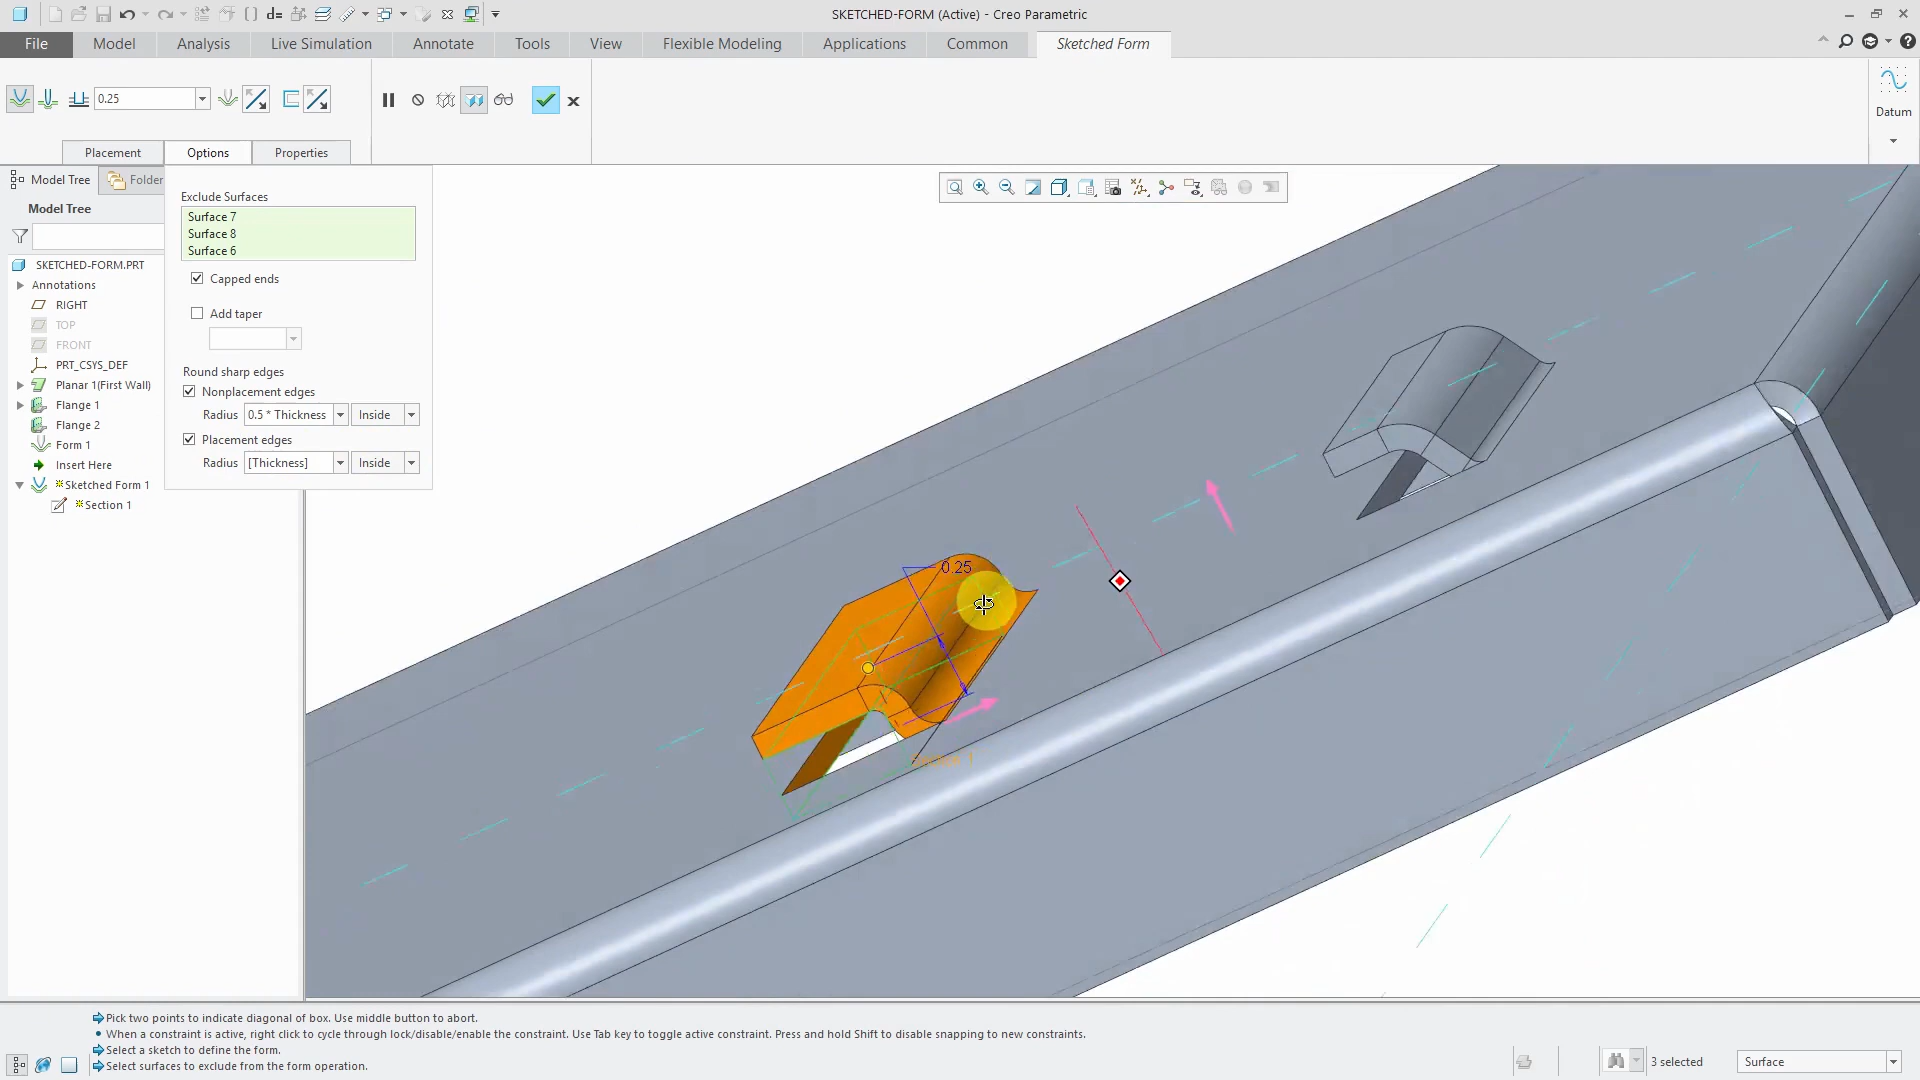 SKETCHED-FORM (Active) - Creo Parametric
File Model Analysis Live Simulation Annotate Tools View Flexible Modeling Applications Common Sketched Form
0.25
Datum
Placement Options Properties
Model Tree Folder
Model Tree
SKETCHED-FORM.PRT
Annotations
RIGHT
TOP
FRONT
PRT_CSYS_DEF
Planar 1(First Wall)
Flange 1
Flange 2
Form 1
Insert Here
Sketched Form 1
Section 1
Exclude Surfaces
Surface 7
Surface 8
Surface 6
Capped ends
Add taper
Round sharp edges
Nonplacement edges
Radius 0.5 * Thickness Inside
Placement edges
Radius [Thickness] Inside
0.25
Pick two points to indicate diagonal of box. Use middle button to abort.
When a constraint is active, right click to cycle through lock/disable/enable the constraint. Use Tab key to toggle active constraint. Press and hold Shift to disable snapping to new constraints.
Select a sketch to define the form.
Select surfaces to exclude from the form operation.
3 selected
Surface